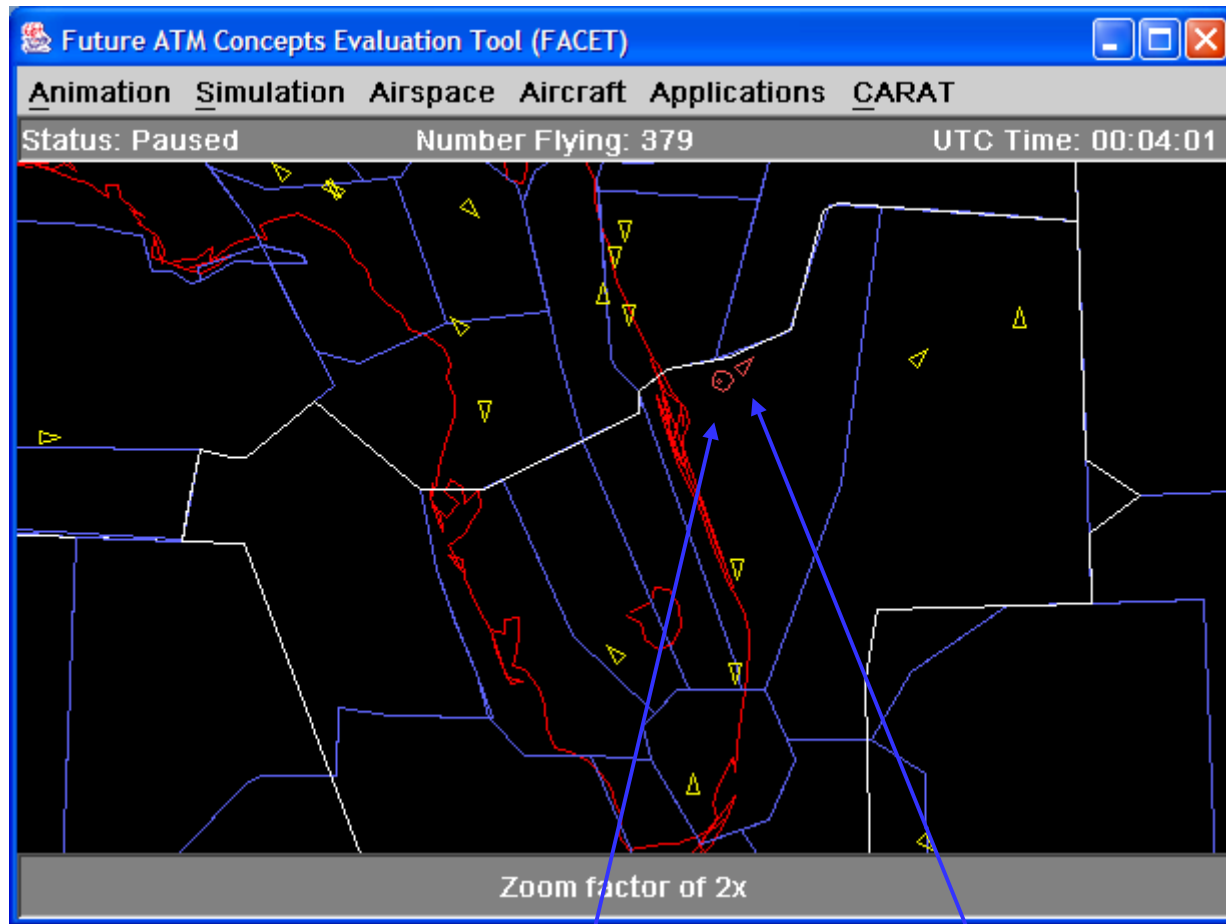 Future ATM Concepts Evaluation Tool (FACET)
Animation Simulation Airspace Aircraft Applications CARAT
Status: Paused Number Flying: 379 UTC Time: 00:04:01
Zoom factor of 2x